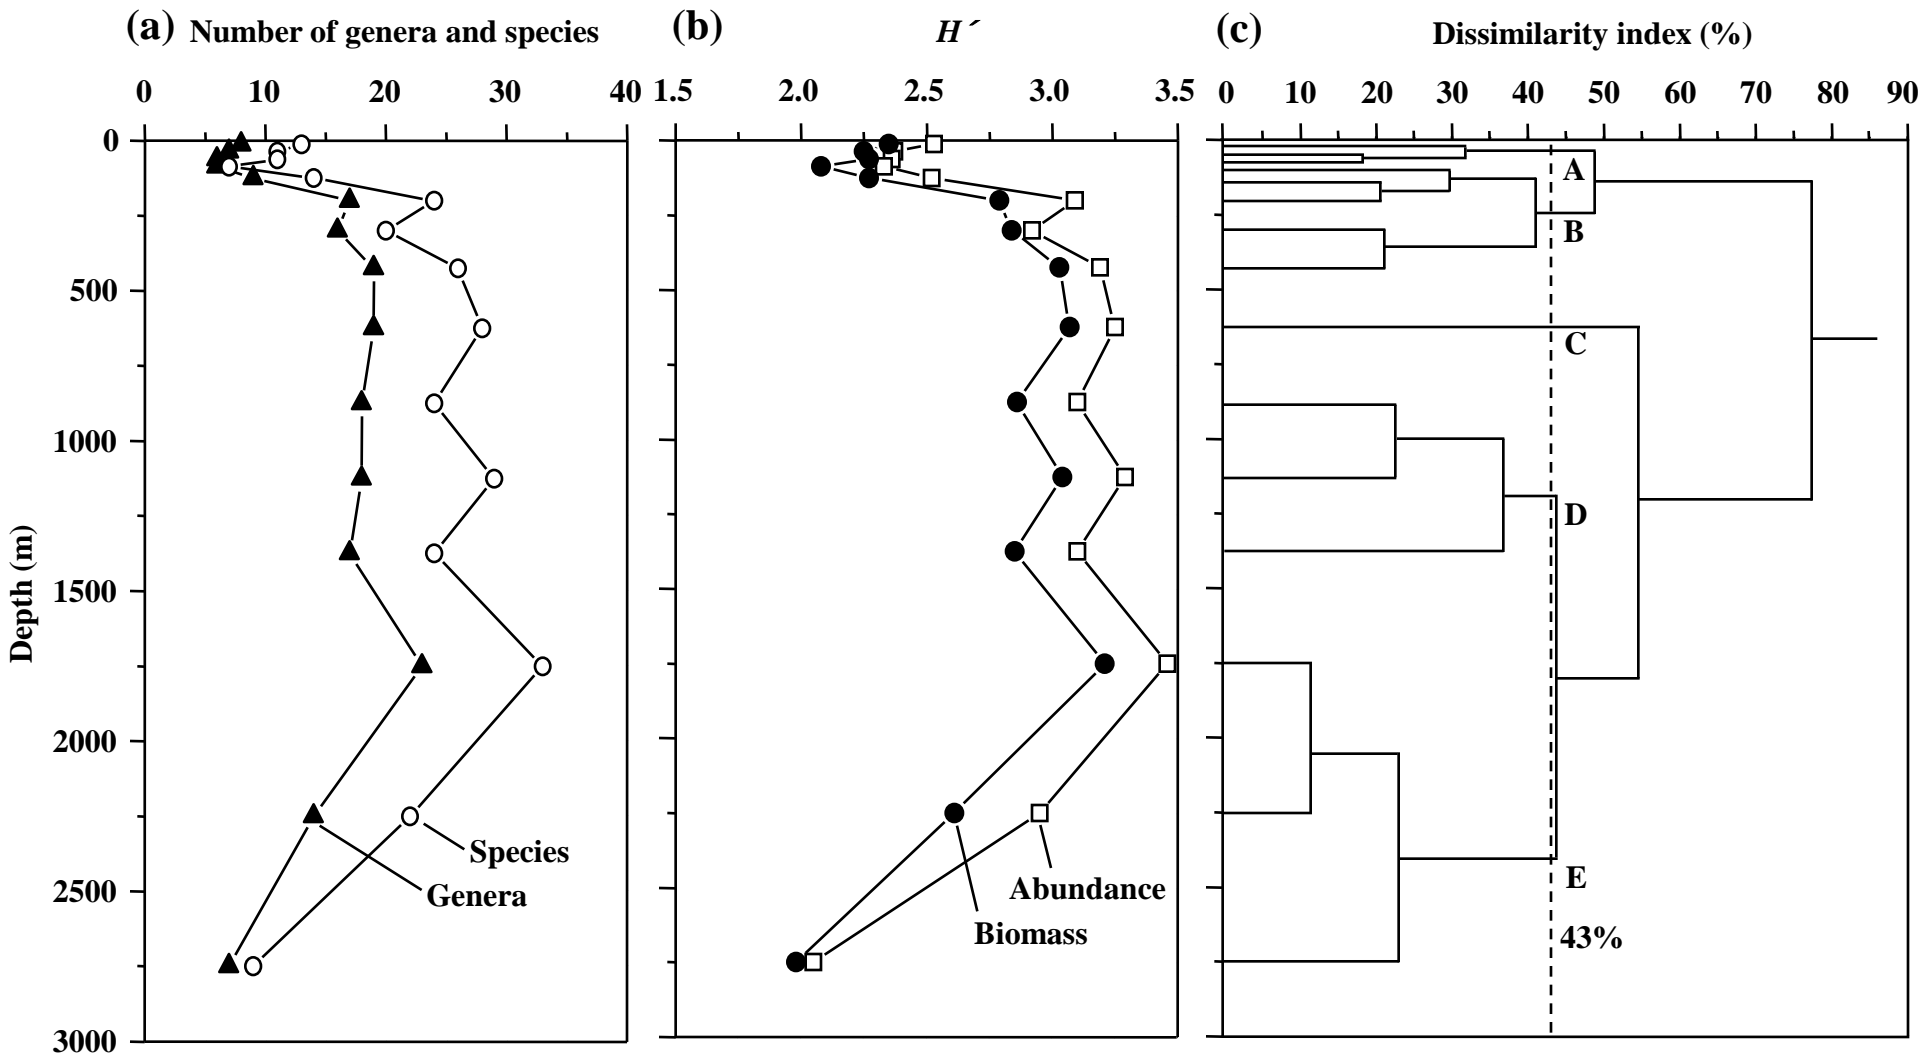 (a) Number of genera and species
0 10 20 30 40
(b) H´
1.5 2.0 2.5 3.0 3.5
(c) Dissimilarity index (%)
0 10 20 30 40 50 60 70 80 90
Depth (m)
0
500
1000
1500
2000
2500
3000
Species
Genera
Abundance
Biomass
A
B
C
D
E
43%